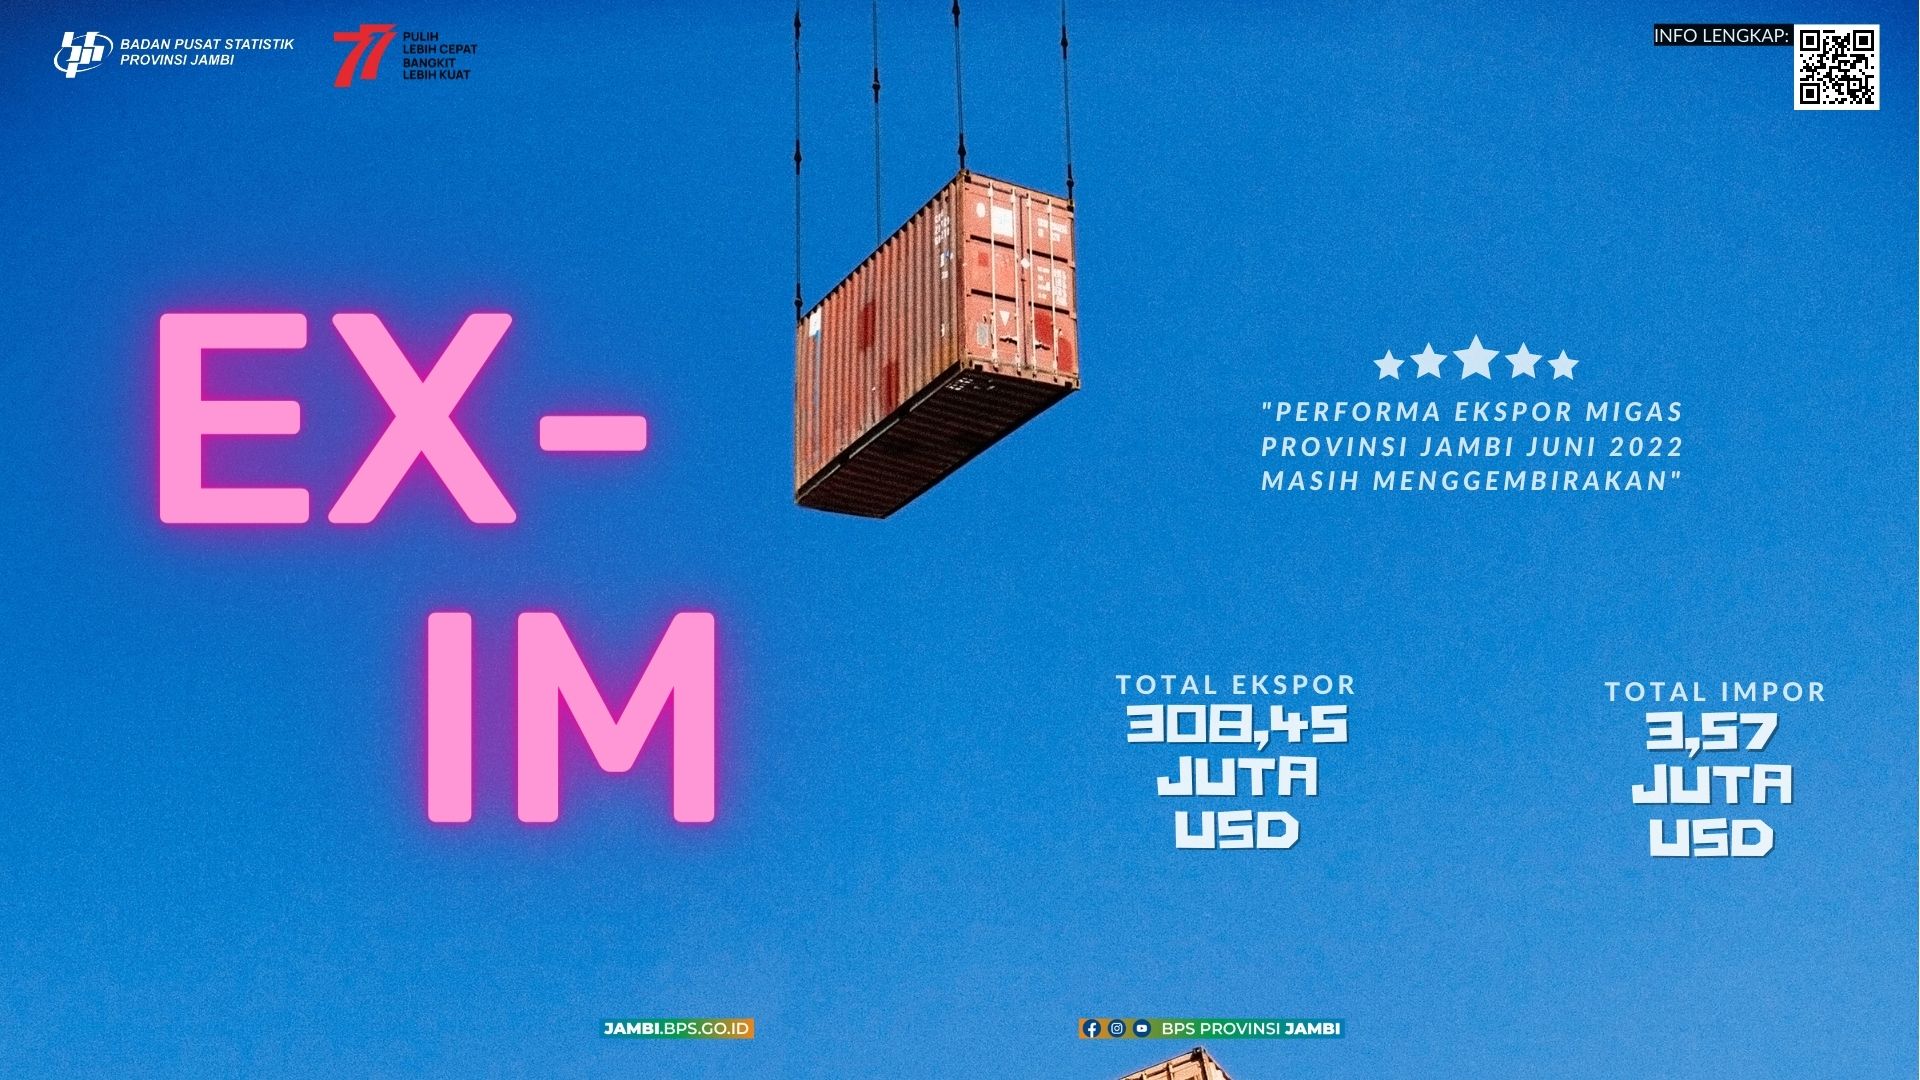 BADAN PUSAT STATISTIK
PROVINSI JAMBI
77
PULIH
LEBIH CEPAT
BANGKIT
LEBIH KUAT
INFO LENGKAP:
EX-
IM
"PERFORMA EKSPOR MIGAS
PROVINSI JAMBI JUNI 2022
MASIH MENGGEMBIRAKAN"
TOTAL EKSPOR
308,45
JUTA
USD
TOTAL IMPOR
3,57
JUTA
USD
JAMBI.BPS.GO.ID
BPS PROVINSI JAMBI